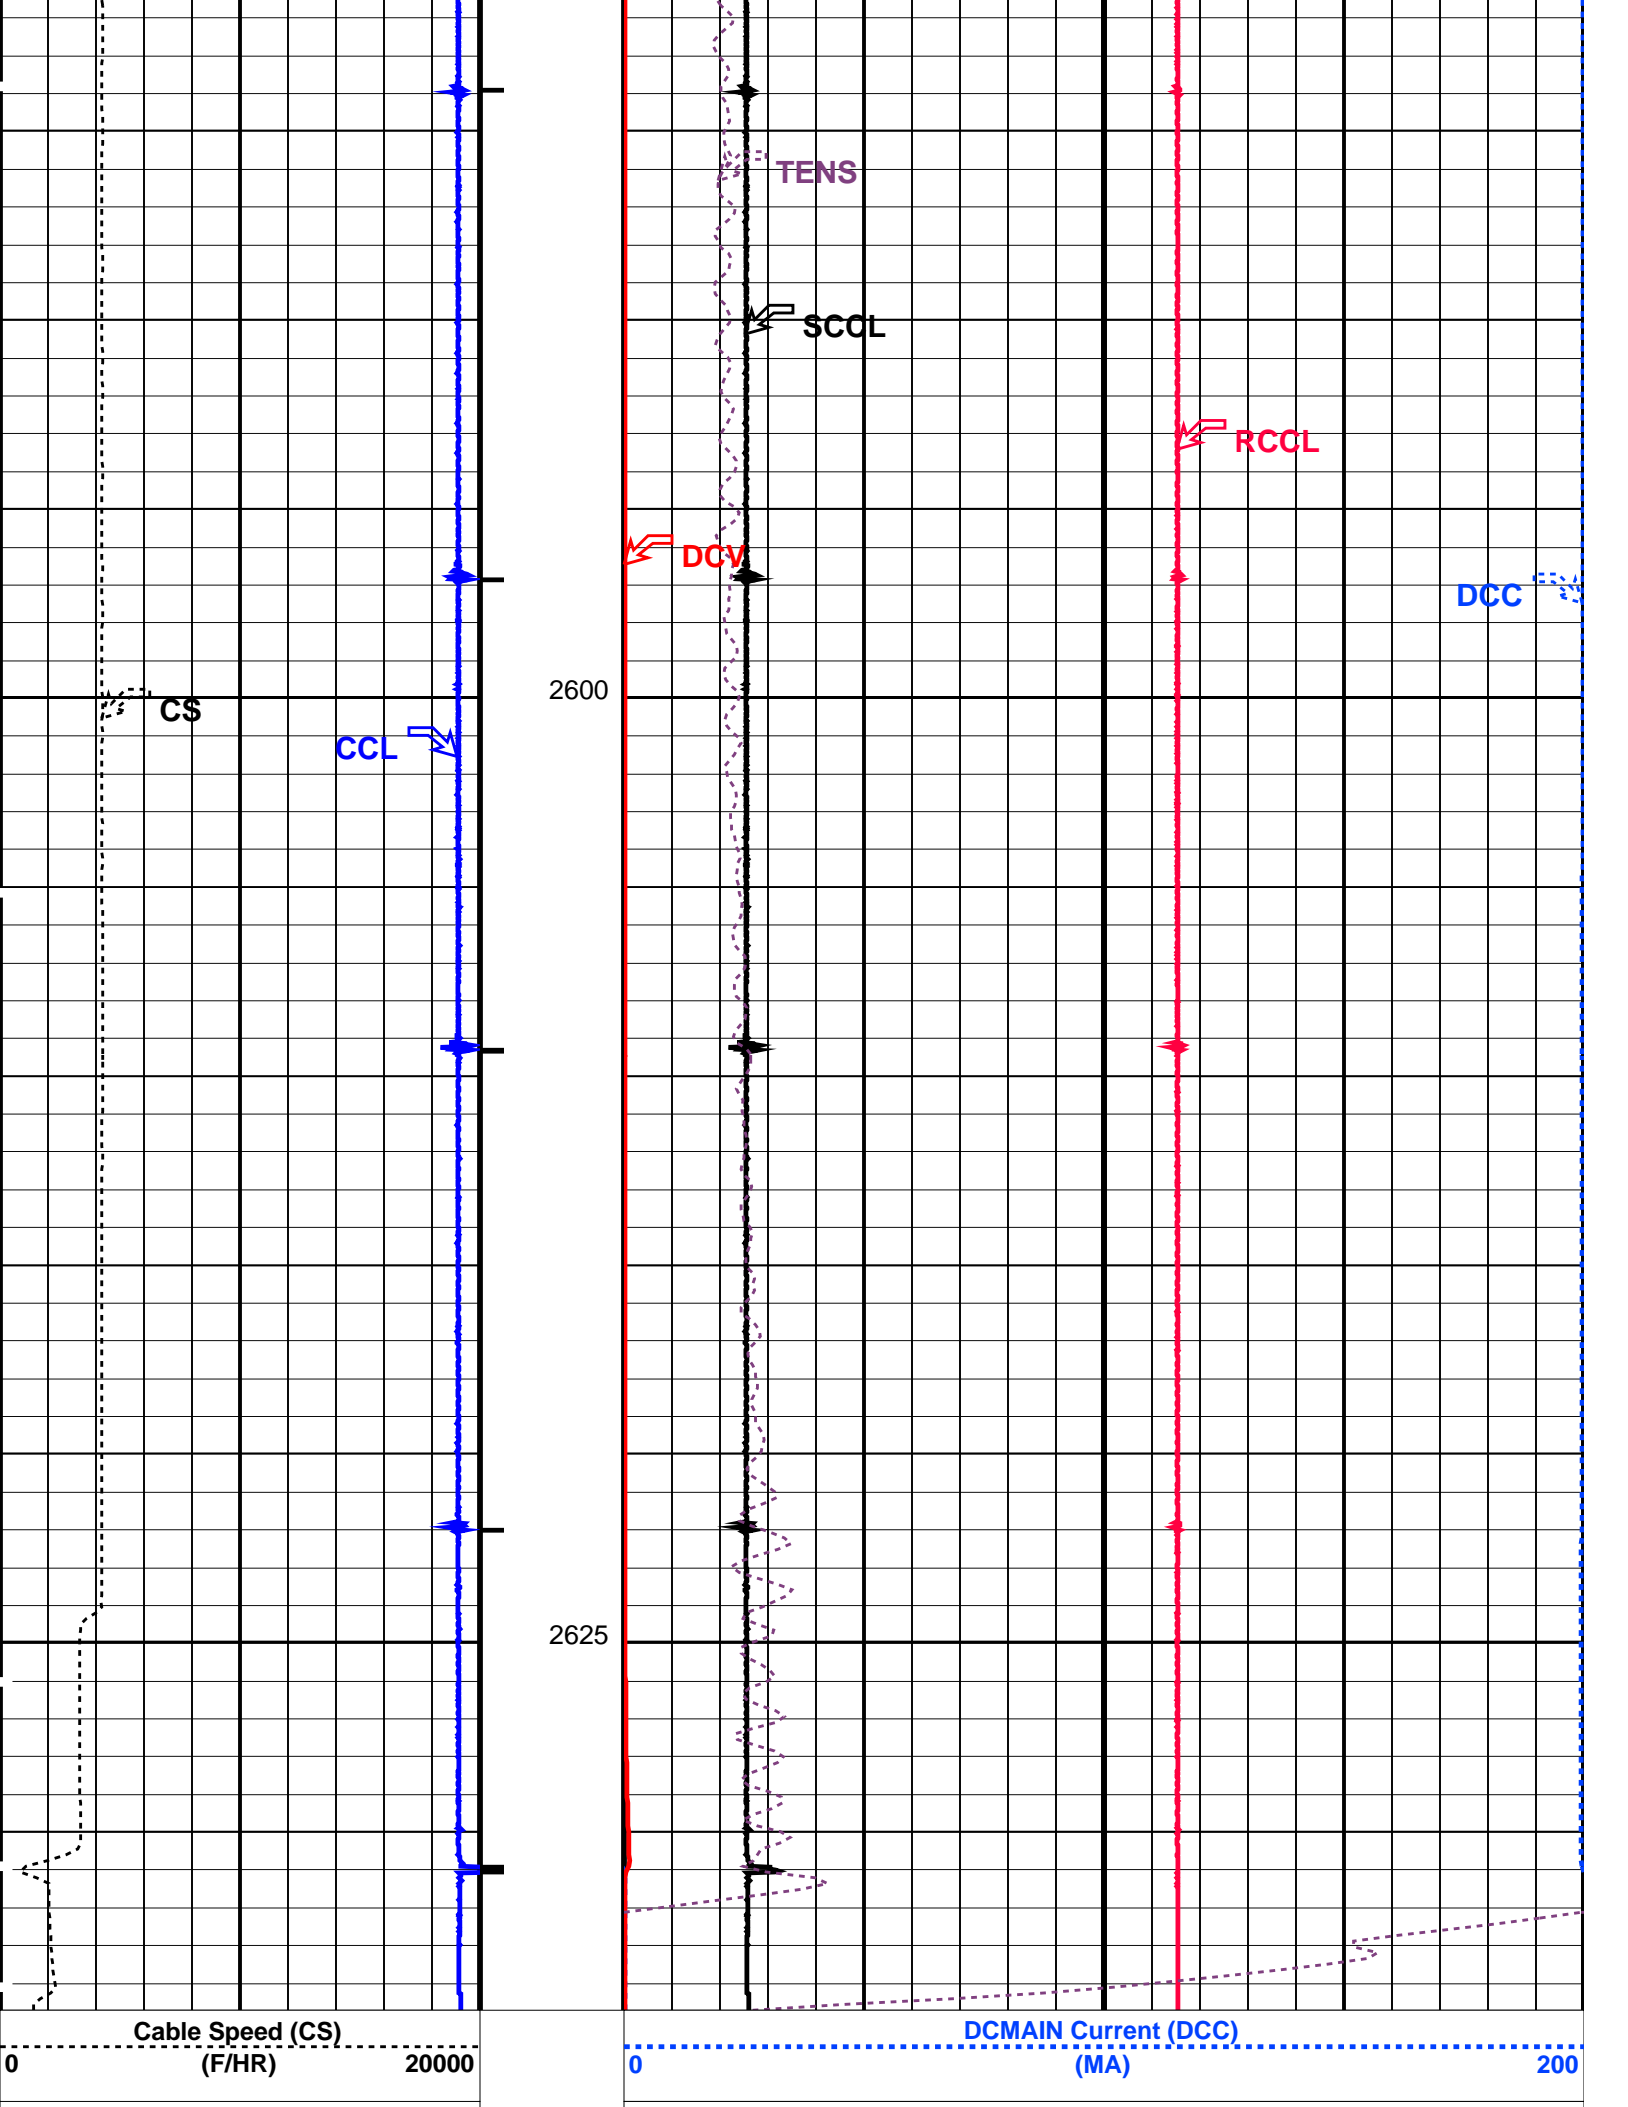 TENS
SCCL
RCCL
DCV
DCC
2600
CS
CCL
2625
Cable Speed (CS)
0 (F/HR) 20000
DCMAIN Current (DCC)
0 (MA) 200